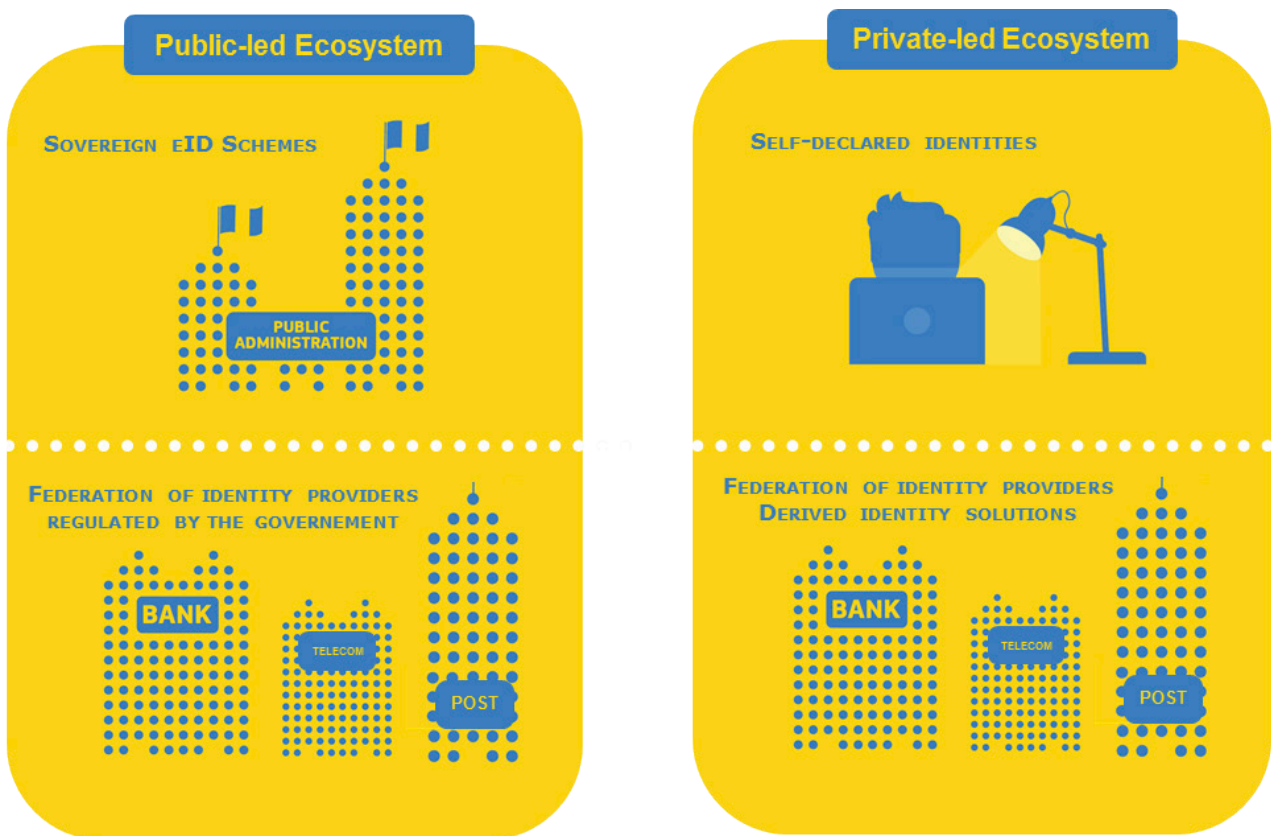 Public-led Ecosystem
SOVEREIGN EID SCHEMES
PUBLIC
ADMINISTRATION
FEDERATION OF IDENTITY PROVIDERS
REGULATED BY THE GOVERNEMENT
BANK
TELECOM
POST
Private-led Ecosystem
SELF-DECLARED IDENTITIES
FEDERATION OF IDENTITY PROVIDERS
DERIVED IDENTITY SOLUTIONS
BANK
TELECOM
POST